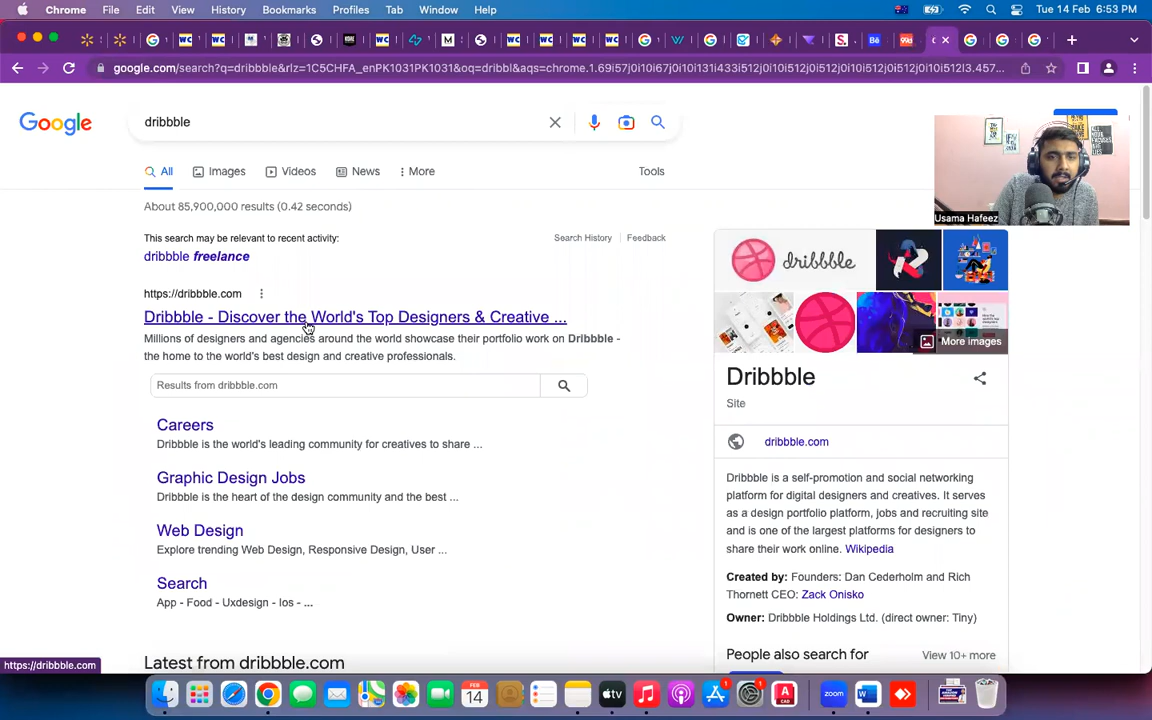 Chrome File Edit View History Bookmarks Profiles Tab Window Help Tue 14 Feb 6:53 PM
google.com/search?q=dribbble&rlz=1C5CHFA_enPK1031PK1031&oq=dribbl&aqs=chrome.1.69i57j0i10i67j0i10i131i433i512j0i10i512j0i512l3.457...
Google
dribbble
All Images Videos News More Tools
About 85,900,000 results (0.42 seconds)
This search may be relevant to recent activity: Search History Feedback
dribbble freelance
https://dribbble.com
Dribbble - Discover the World's Top Designers & Creative ...
Millions of designers and agencies around the world showcase their portfolio work on Dribbble -
the home to the world's best design and creative professionals.
Results from dribbble.com
Careers
Dribbble is the world's leading community for creatives to share ...
Graphic Design Jobs
Dribbble is the heart of the design community and the best ...
Web Design
Explore trending Web Design, Responsive Design, User ...
Search
App - Food - Uxdesign - Ios - ...
Latest from dribbble.com
https://dribbble.com
Usama Hafeez
dribbble
More images
Dribbble
Site
dribbble.com
Dribbble is a self-promotion and social networking
platform for digital designers and creatives. It serves
as a design portfolio platform, jobs and recruiting site
and is one of the largest platforms for designers to
share their work online. Wikipedia
Created by: Founders: Dan Cederholm and Rich
Thornett CEO: Zack Onisko
Owner: Dribbble Holdings Ltd. (direct owner: Tiny)
People also search for View 10+ more
FEB
14
tv
zoom